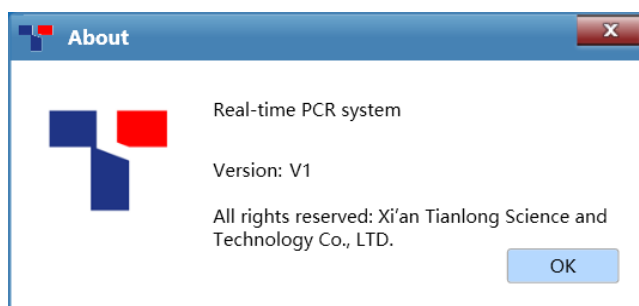 About
x
Real-time PCR system
Version: V1
All rights reserved: Xi'an Tianlong Science and
Technology Co., LTD.
OK